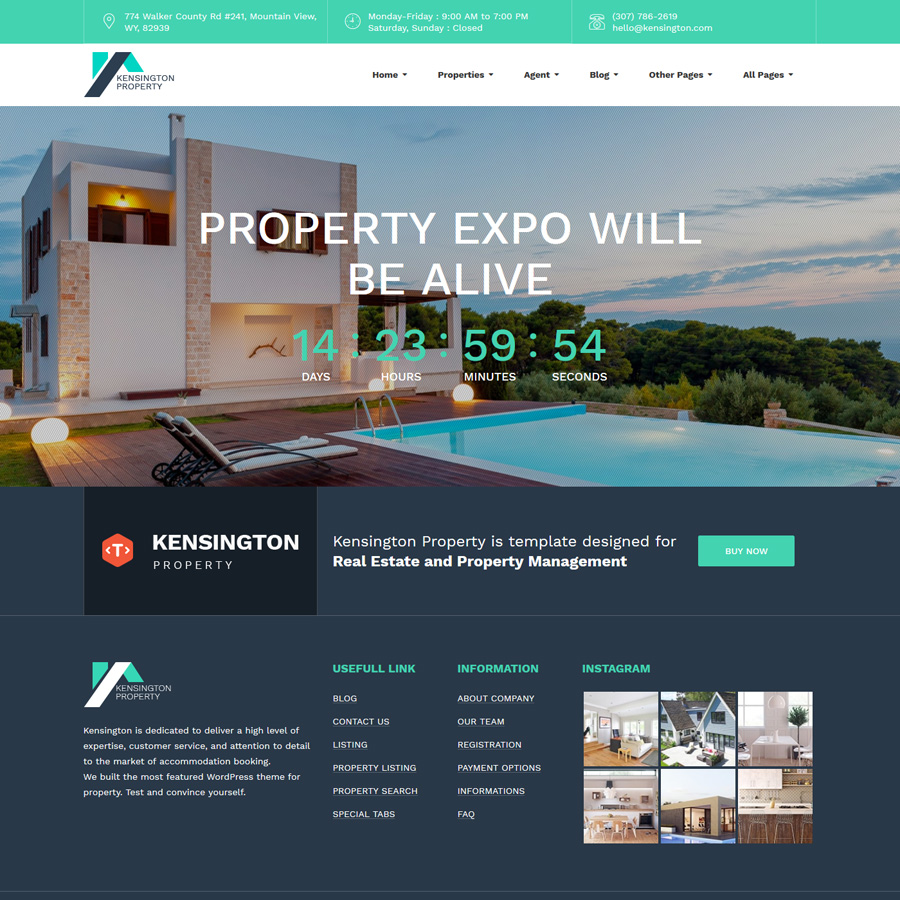 774 Walker County Rd #241, Mountain View,
WY, 82939
Monday-Friday : 9:00 AM to 7:00 PM
Saturday, Sunday : Closed
(307) 786-2619
hello@kensington.com
KENSINGTON
PROPERTY
Home
Properties
Agent
Blog
Other Pages
All Pages
PROPERTY EXPO WILL
BE ALIVE
14 : 23 : 59 : 54
DAYS HOURS MINUTES SECONDS
T
KENSINGTON
PROPERTY
Kensington Property is template designed for
Real Estate and Property Management
BUY NOW
KENSINGTON
PROPERTY
Kensington is dedicated to deliver a high level of
expertise, customer service, and attention to detail
to the market of accommodation booking.
We built the most featured WordPress theme for
property. Test and convince yourself.
USEFULL LINK
BLOG
CONTACT US
LISTING
PROPERTY LISTING
PROPERTY SEARCH
SPECIAL TABS
INFORMATION
ABOUT COMPANY
OUR TEAM
REGISTRATION
PAYMENT OPTIONS
INFORMATIONS
FAQ
INSTAGRAM